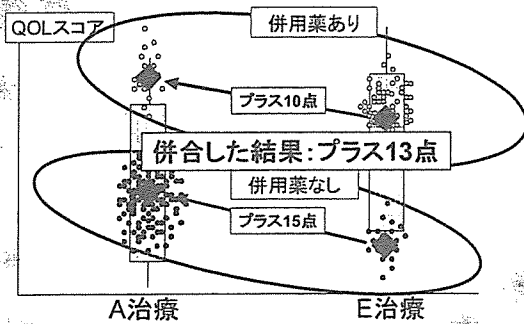 QOLスコア
併用薬あり
プラス10点
併合した結果:プラス13点
併用薬なし
プラス15点
A治療
E治療